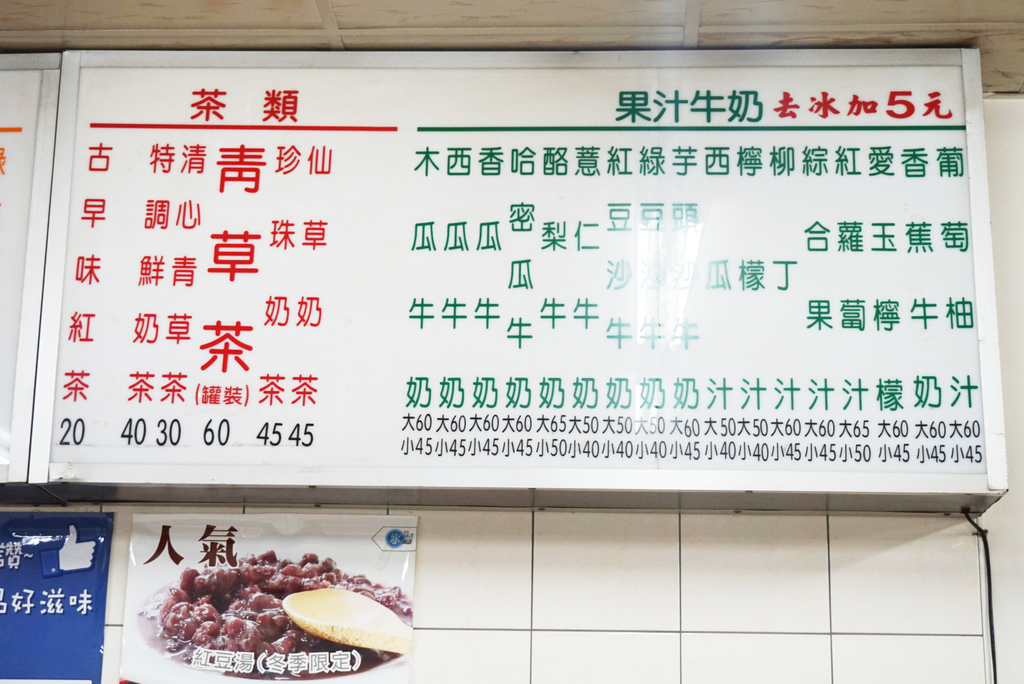 茶類
古早味紅茶
20
特調鮮奶茶
40
清心青草茶
30
青草茶
(罐裝)
60
珍珠奶茶
45
仙草奶茶
45
果汁牛奶 去冰加5元
木瓜牛奶
大60
小45
西瓜牛奶
大60
小45
香瓜牛奶
大60
小45
哈密瓜牛奶
大60
小45
酪梨牛奶
大65
小50
薏仁牛奶
大50
小40
紅豆沙牛奶
大50
小40
綠豆沙牛奶
大50
小40
芋頭沙牛奶
大60
小45
西瓜汁
大50
小40
檸檬汁
大50
小40
柳丁汁
大60
小45
綜合果汁
大60
小45
紅蘿蔔汁
大65
小50
愛玉檸檬
大60
小45
香蕉牛奶
大60
小45
葡萄柚汁
大60
小45
讚~
好滋味
人氣
冰
紅豆湯(冬季限定)